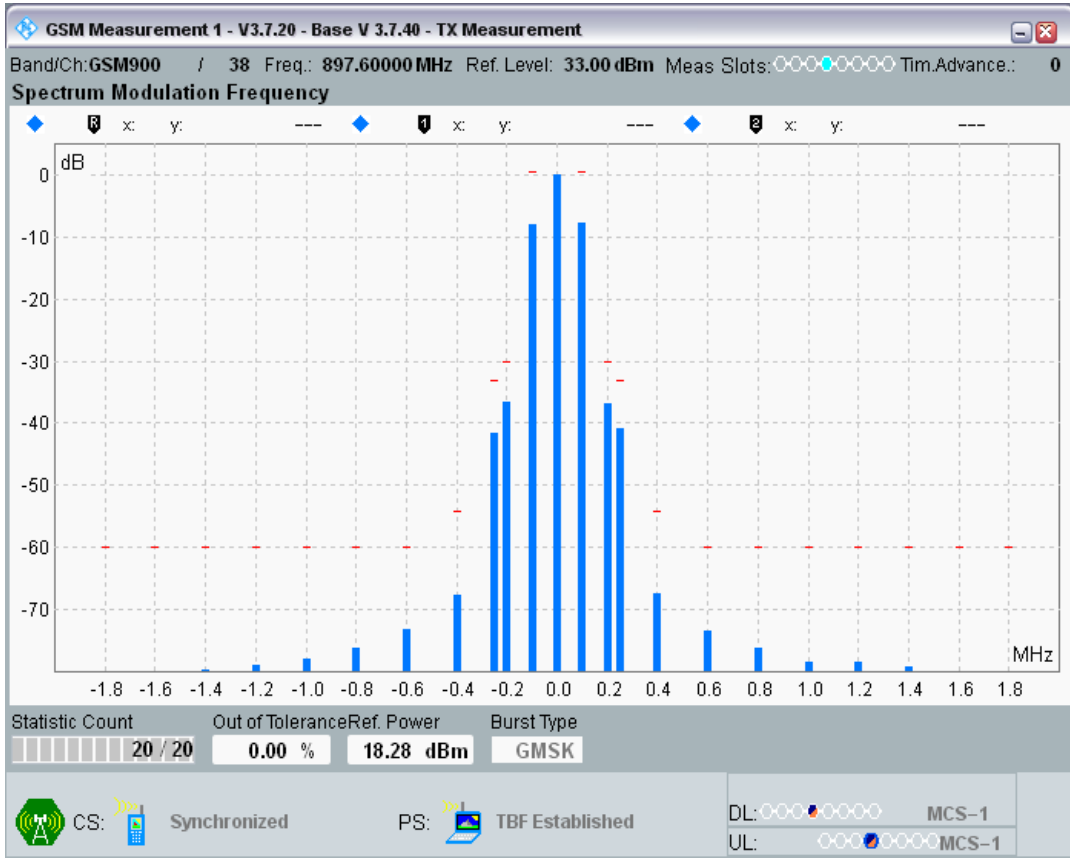 GSM Measurement 1 - V3.7.20 - Base V 3.7.40 - TX Measurement
Band/Ch:GSM900 / 38 Freq.: 897.60000 MHz Ref. Level: 33.00 dBm Meas Slots: Tim.Advance.: 0
Spectrum Modulation Frequency
R x: y: --- 1 x: y: --- 2 x: y: ---
dB
0
-10
-20
-30
-40
-50
-60
-70
MHz
-1.8 -1.6 -1.4 -1.2 -1.0 -0.8 -0.6 -0.4 -0.2 0.0 0.2 0.4 0.6 0.8 1.0 1.2 1.4 1.6 1.8
Statistic Count Out of Tolerance Ref. Power Burst Type
20 / 20 0.00 % 18.28 dBm GMSK
CS: Synchronized PS: TBF Established
DL: MCS-1
UL: MCS-1